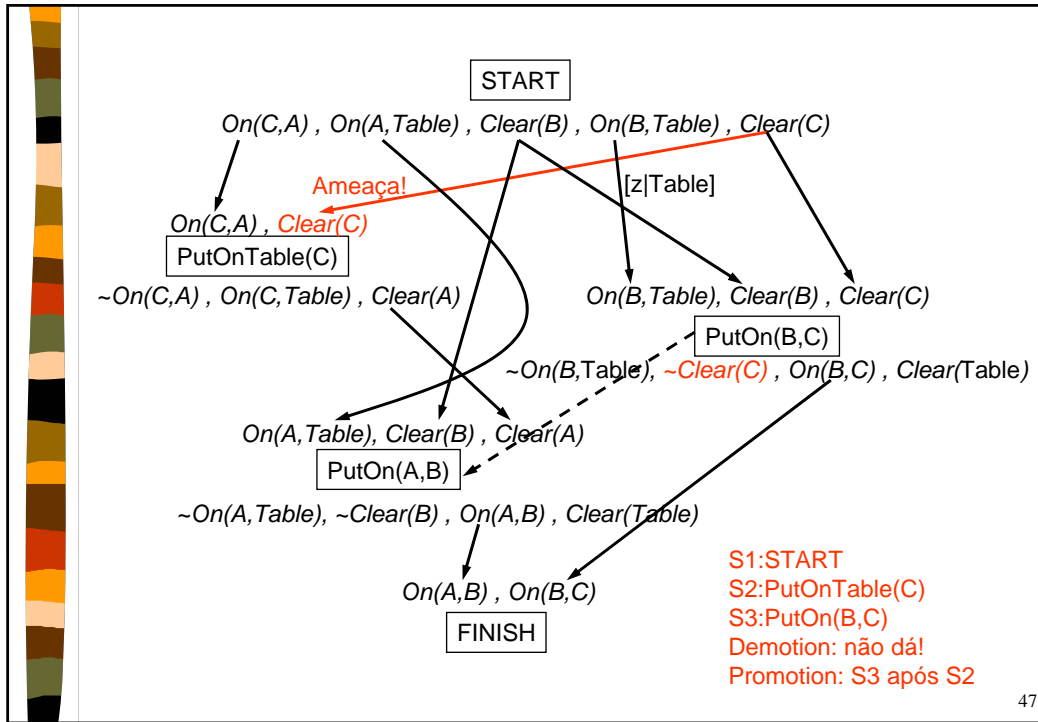 START
On(C,A) , On(A,Table) , Clear(B) , On(B,Table) , Clear(C)
Ameaça!
[z|Table]
On(C,A) , Clear(C)
PutOnTable(C)
~On(C,A) , On(C,Table) , Clear(A)
On(B,Table), Clear(B) , Clear(C)
PutOn(B,C)
~On(B,Table), ~Clear(C) , On(B,C) , Clear(Table)
On(A,Table), Clear(B) , Clear(A)
PutOn(A,B)
~On(A,Table), ~Clear(B) , On(A,B) , Clear(Table)
On(A,B) , On(B,C)
FINISH
S1:START
S2:PutOnTable(C)
S3:PutOn(B,C)
Demotion: não dá!
Promotion: S3 após S2
47